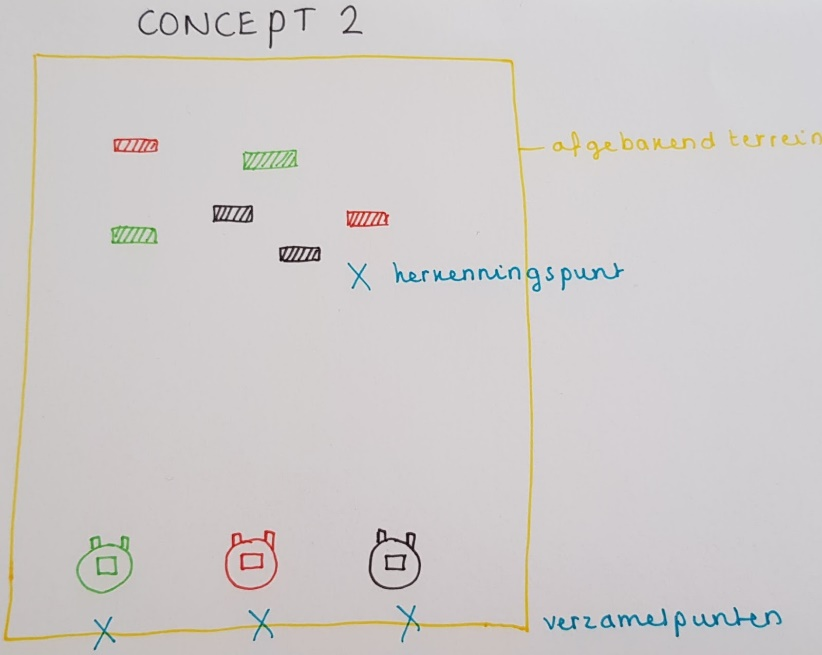 CONCEPT 2
afgebakend terrein
X herkenningspunt
X X X verzamelpunten